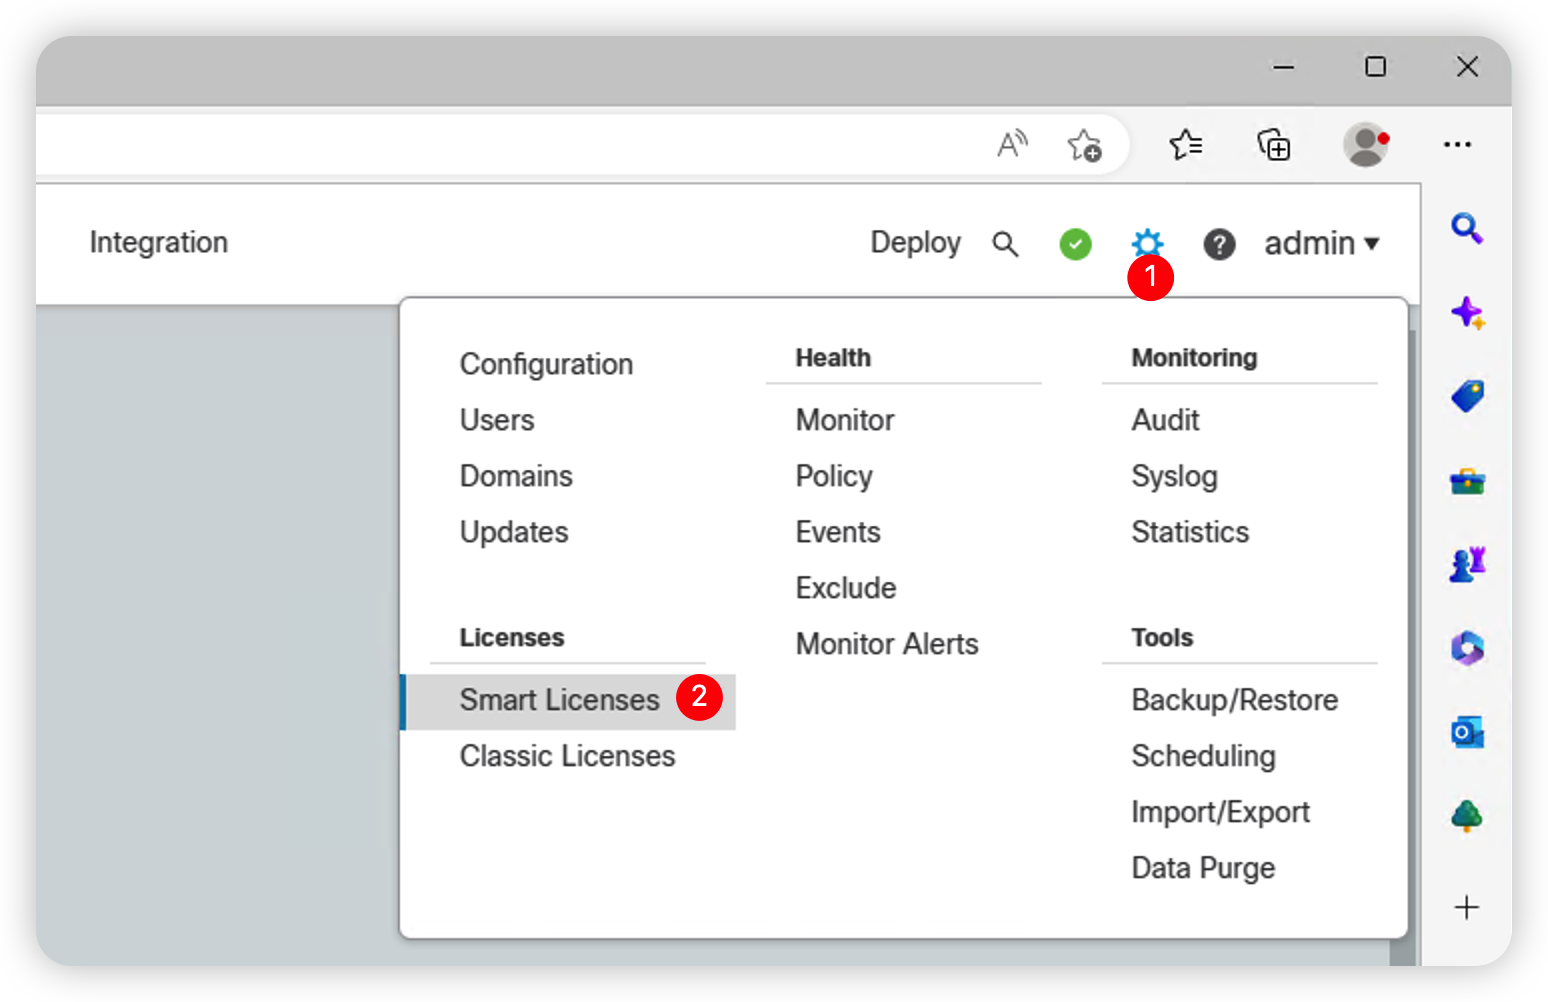 Integration
Deploy
admin
1
Configuration
Users
Domains
Updates
Licenses
Smart Licenses 2
Classic Licenses
Health
Monitor
Policy
Events
Exclude
Monitor Alerts
Monitoring
Audit
Syslog
Statistics
Tools
Backup/Restore
Scheduling
Import/Export
Data Purge